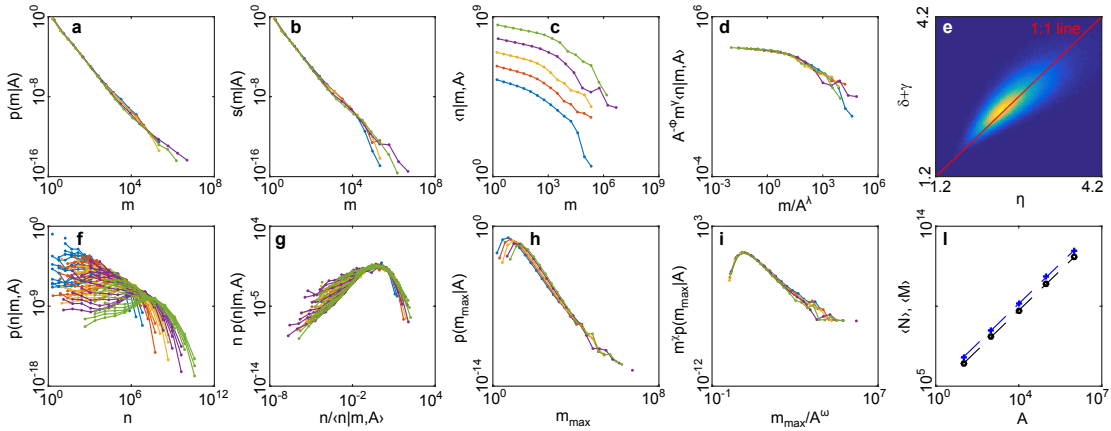 a
10^0
10^-8
10^-16
p(m|A)
10^0
10^4
10^8
m
b
10^0
10^-8
10^-16
s(m|A)
10^0
10^4
10^8
m
c
10^9
10^0
⟨n|m,A⟩
10^0
10^3
10^6
10^9
m
d
10^6
10^-4
A^-Φ m^γ ⟨n|m,A⟩
10^-2
10^2
10^6
m/A^λ
e
1:1 line
4.2
1.2
δ+γ
1.2
4.2
η
f
10^0
10^-9
10^-18
p(n|m,A)
10^0
10^6
10^12
n
g
10^4
10^-5
10^-14
n p(n|m,A)
10^-8
10^-2
10^4
n/⟨n|m,A⟩
h
10^0
10^-14
p(m_max|A)
10^0
10^4
10^8
m_max
i
10^3
10^-12
m^χ p(m_max|A)
10^-1
10^7
m_max/A^ω
l
10^14
10^5
⟨N⟩, ⟨M⟩
10^1
10^4
10^7
A